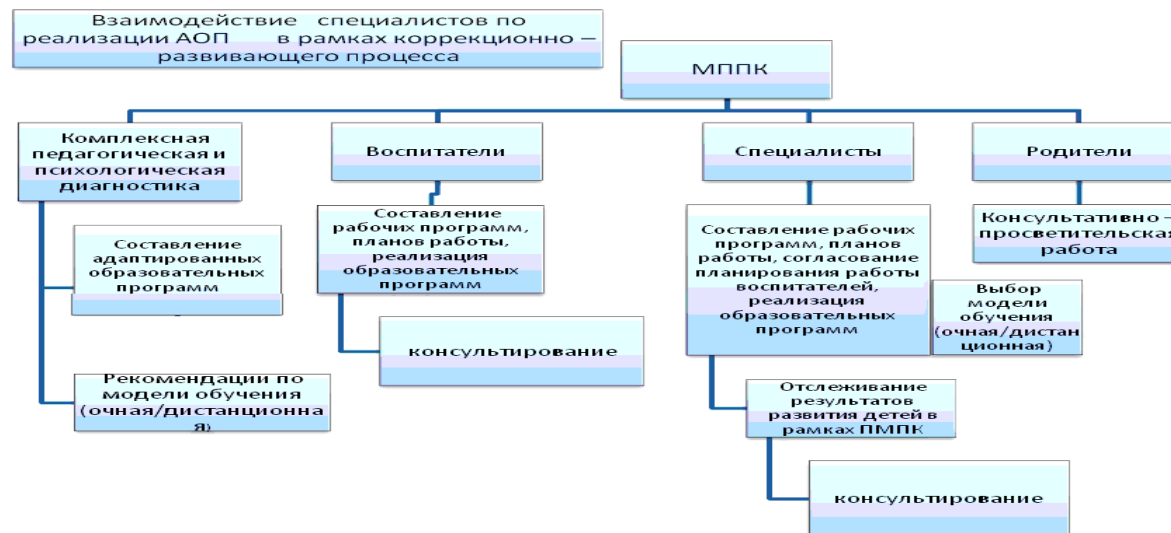 Взаимодействие специалистов по
реализации АОП в рамках коррекционно –
развивающего процесса
МППК
Комплексная
педагогическая и
психологическая
диагностика
Воспитатели
Специалисты
Родители
Составление
адаптированных
образовательных
программ
Рекомендации по
модели обучения
(очная/дистанционна
я)
Составление
рабочих программ,
планов работы,
реализация
образовательных
программ
консультирование
Составление рабочих
программ, планов
работы, согласование
планирования работы
воспитателей,
реализация
образовательных
программ
Отслеживание
результатов
развития детей в
рамках ПМПК
консультирование
Консультативно –
просветительская
работа
Выбор
модели
обучения
(очная/дистан
ционная)